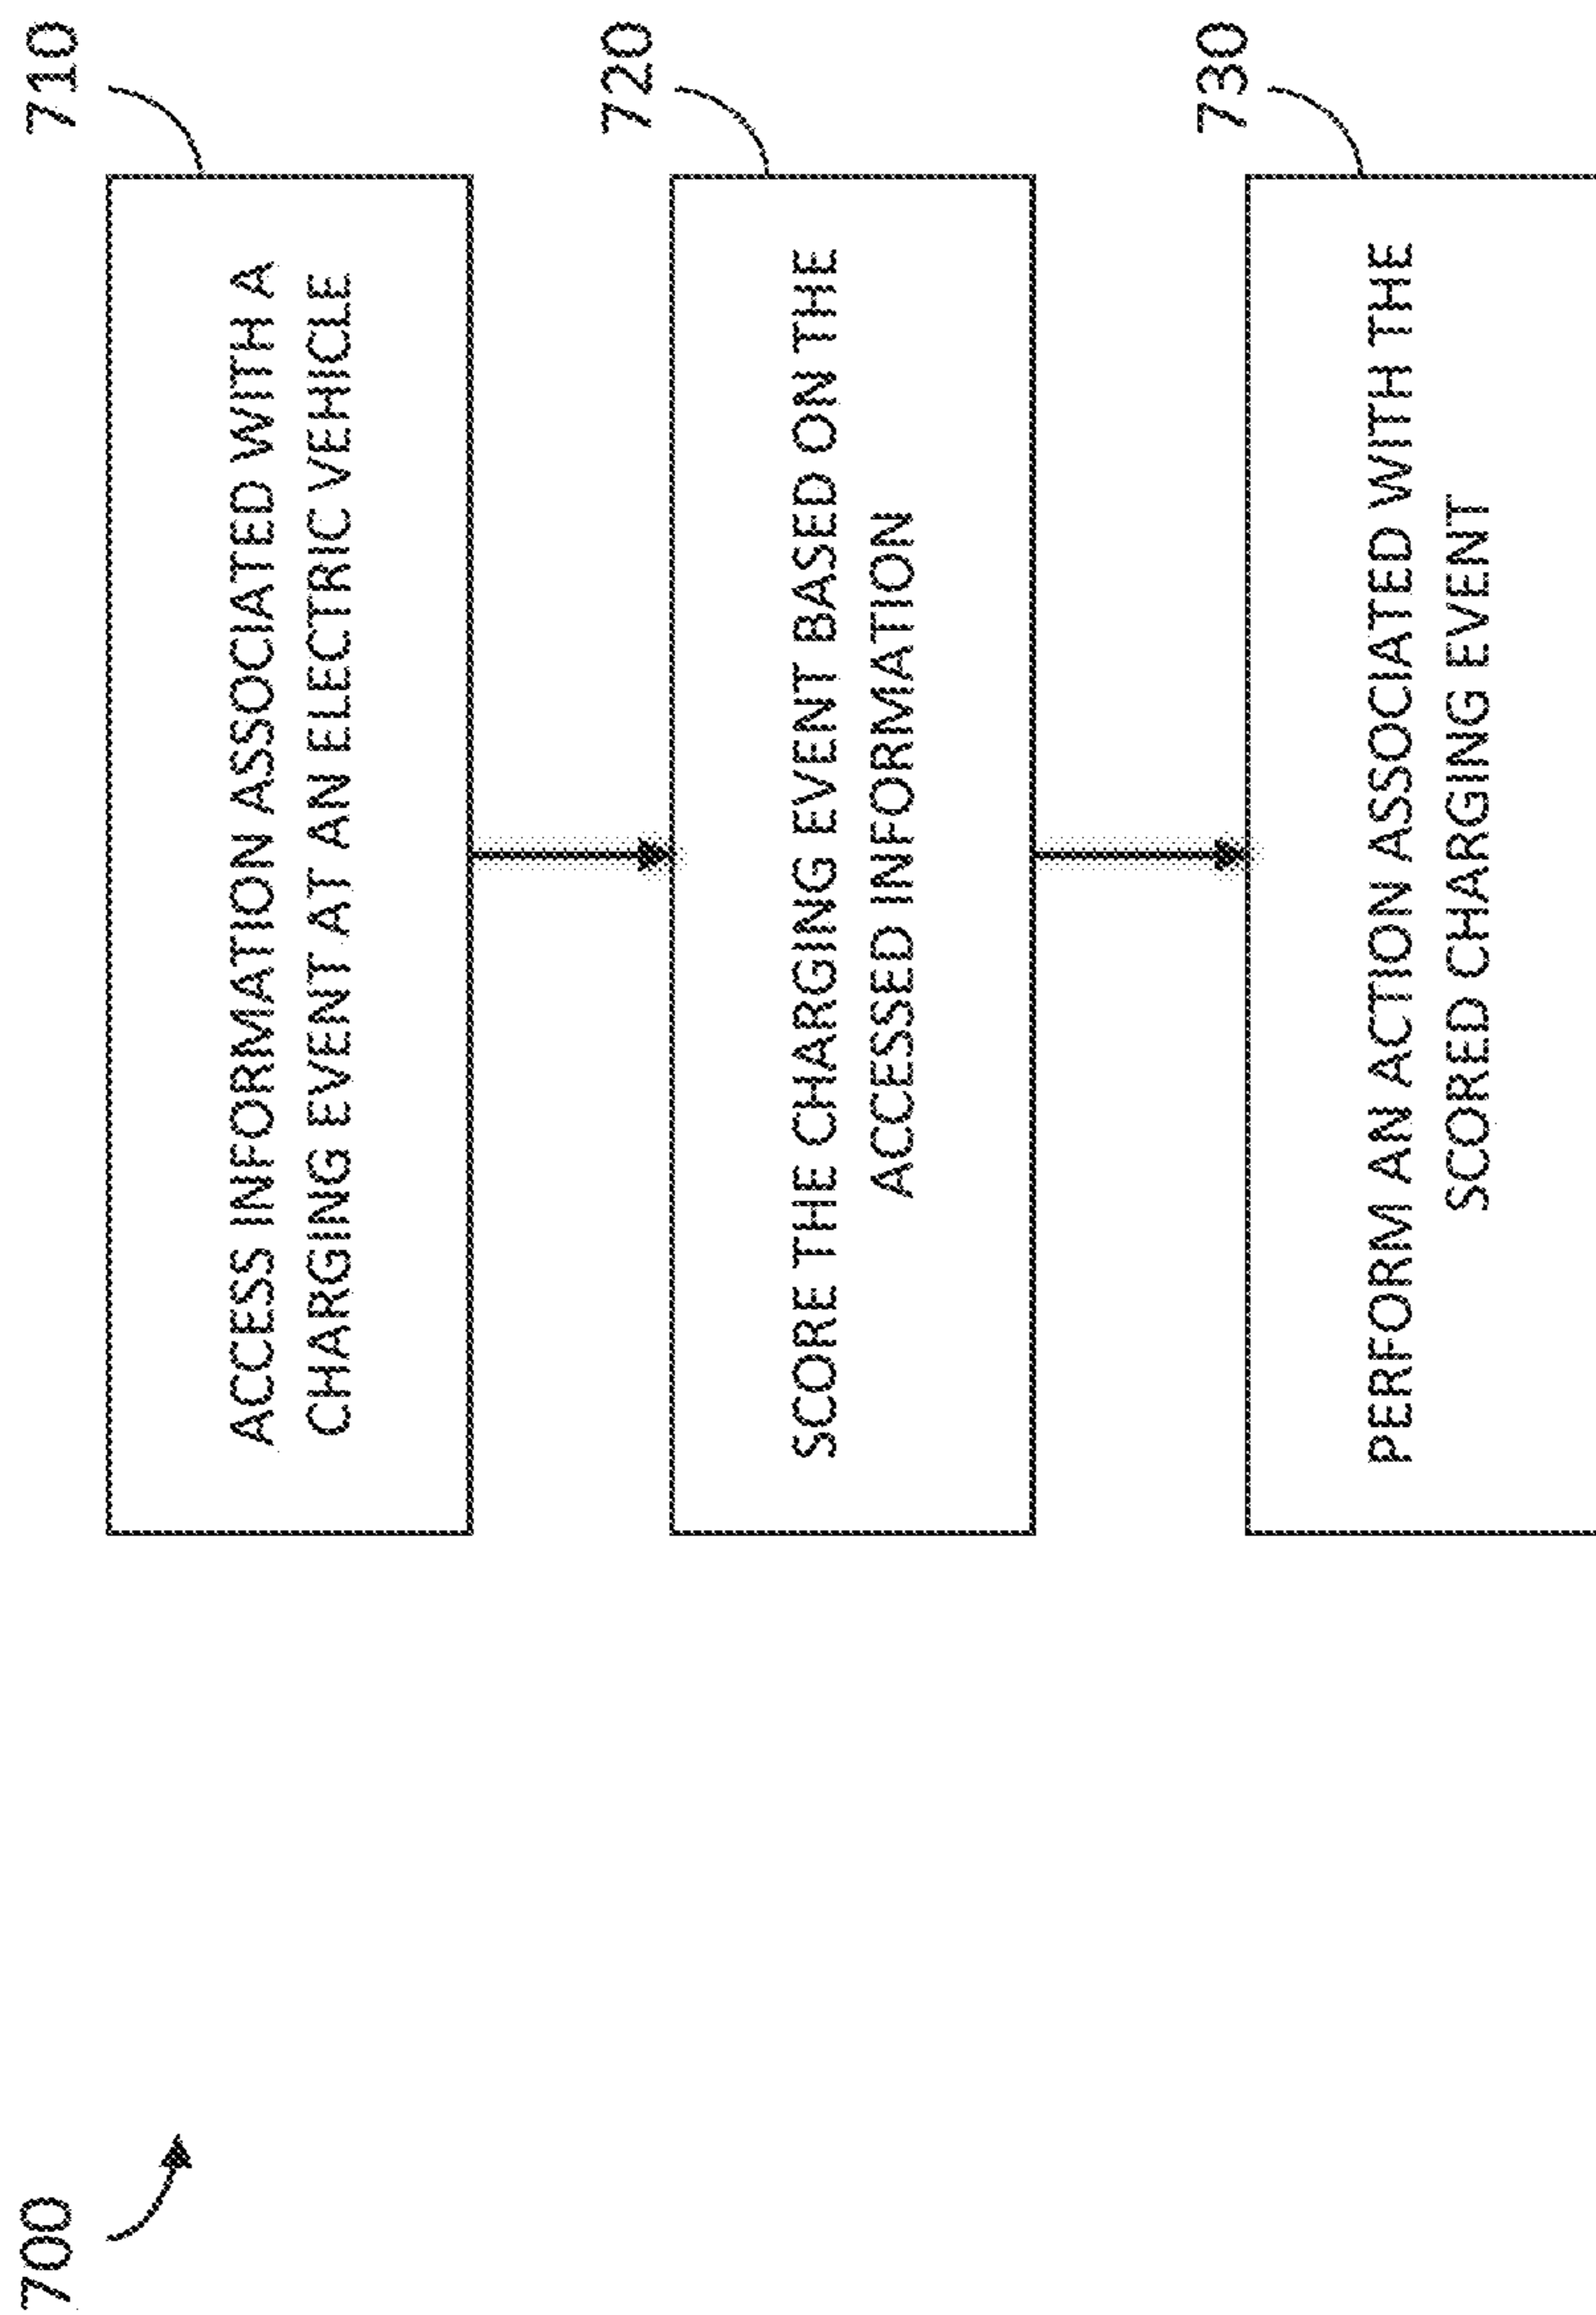 700
710
ACCESS INFORMATION ASSOCIATED WITH A
CHARGING EVENT AT AN ELECTRIC VEHICLE
720
SCORE THE CHARGING EVENT BASED ON THE
ACCESSED INFORMATION
730
PERFORM AN ACTION ASSOCIATED WITH THE
SCORED CHARGING EVENT